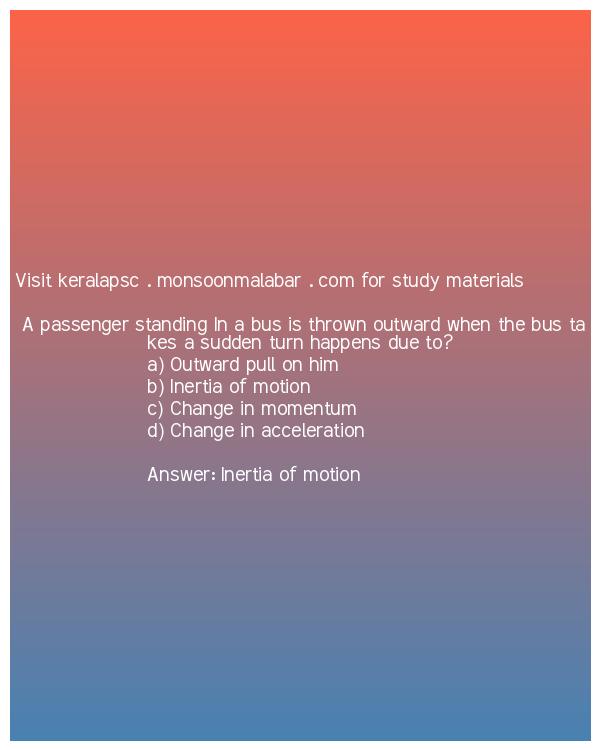 Visit keralapsc . monsoonmalabar . com for study materials
A passenger standing In a bus is thrown outward when the bus ta
kes a sudden turn happens due to?
a) Outward pull on him
b) Inertia of motion
c) Change in momentum
d) Change in acceleration
Answer: Inertia of motion